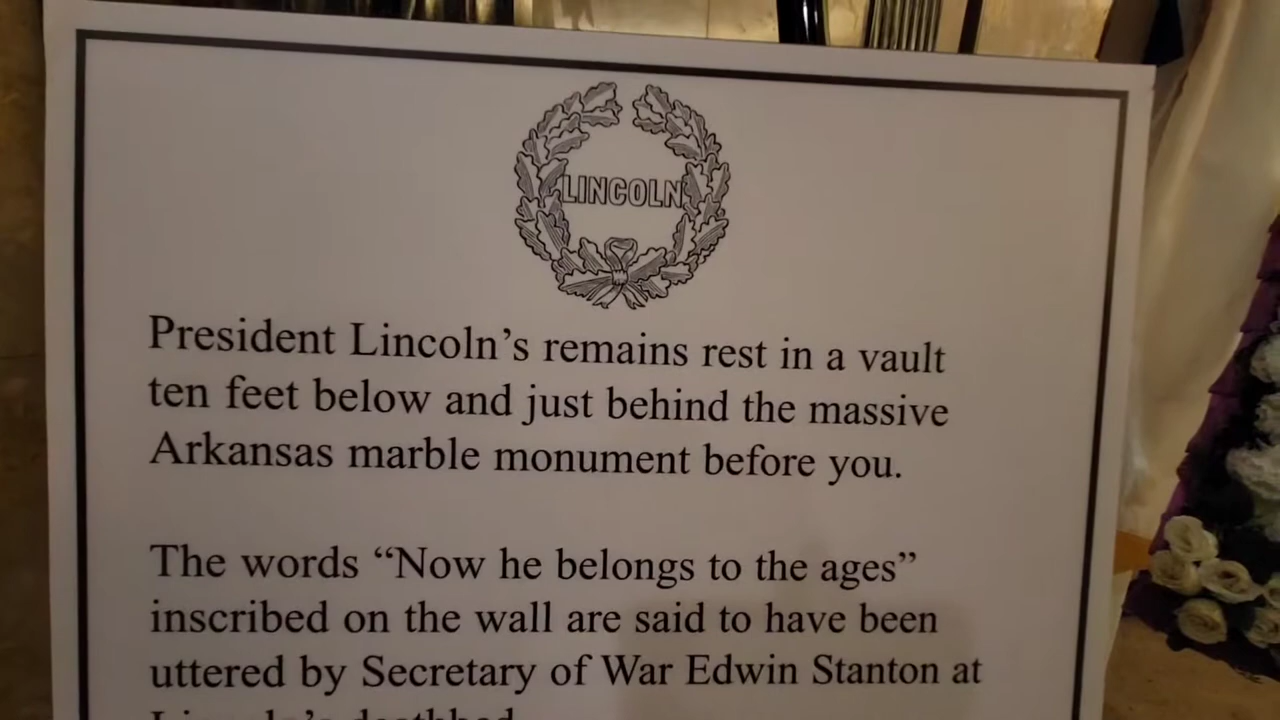 LINCOLN
President Lincoln's remains rest in a vault
ten feet below and just behind the massive
Arkansas marble monument before you.
The words “Now he belongs to the ages”
inscribed on the wall are said to have been
uttered by Secretary of War Edwin Stanton at
Lincoln's deathbed.